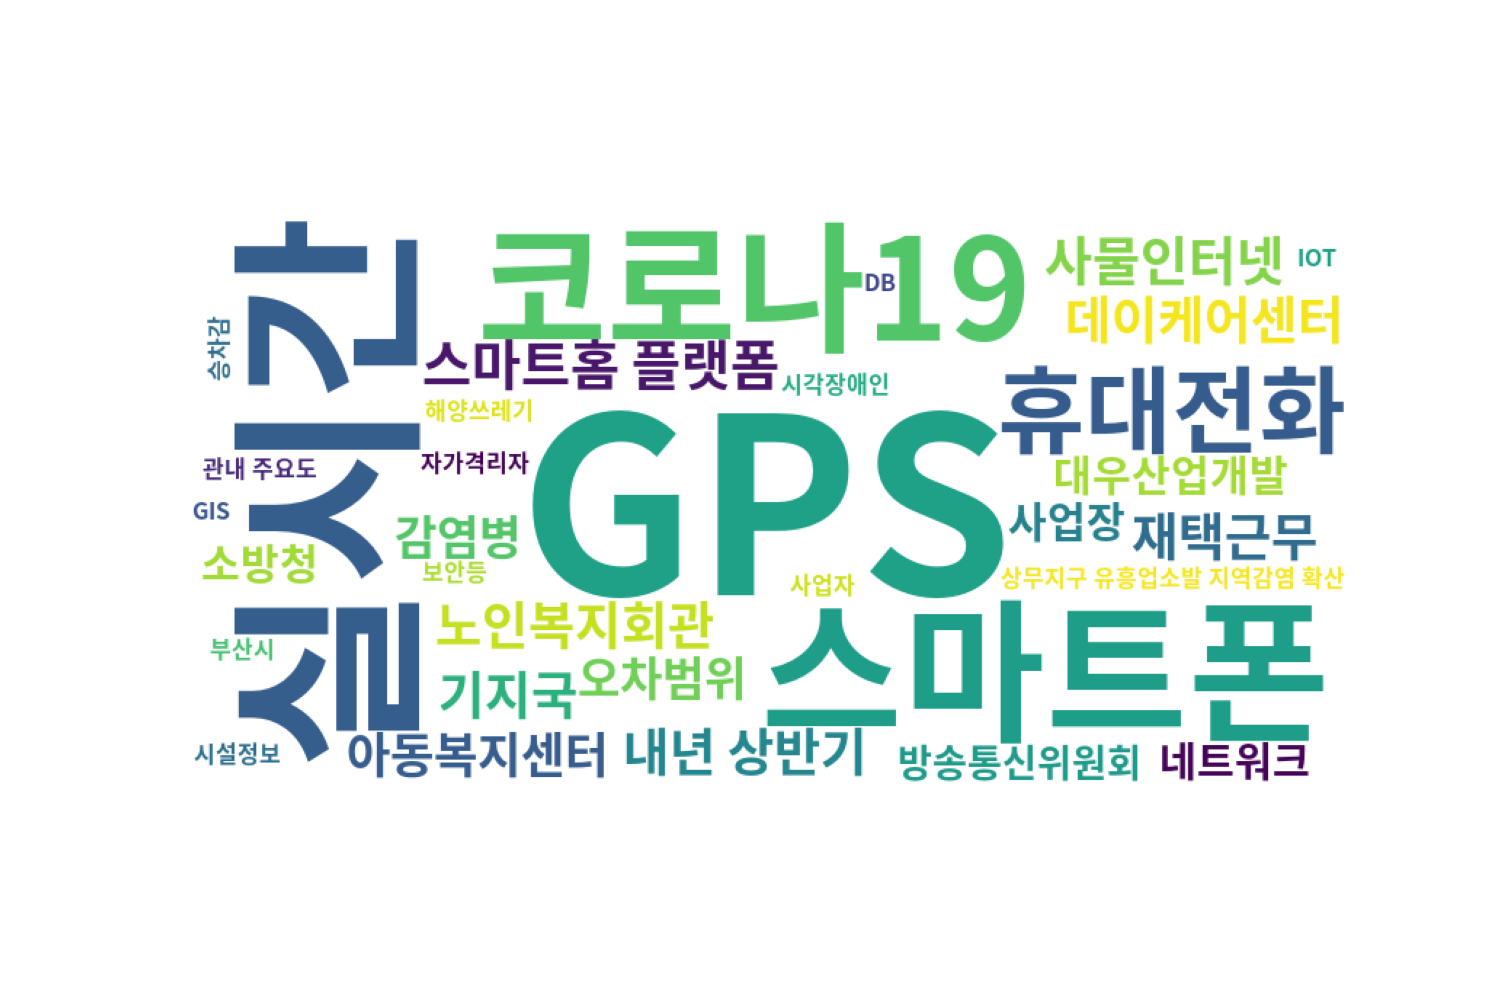 코로나19
사물인터넷
IOT
DB
데이케어센터
실시간
승차감
스마트홈 플랫폼
시각장애인
휴대전화
해양쓰레기
GPS
관내 주요도
자가격리자
대우산업개발
GIS
감염병
사업장
재택근무
소방청
보안등
사업자
상무지구 유흥업소발 지역감염 확산
노인복지회관
스마트폰
부산시
기지국
오차범위
시설정보
아동복지센터
내년 상반기
방송통신위원회
네트워크